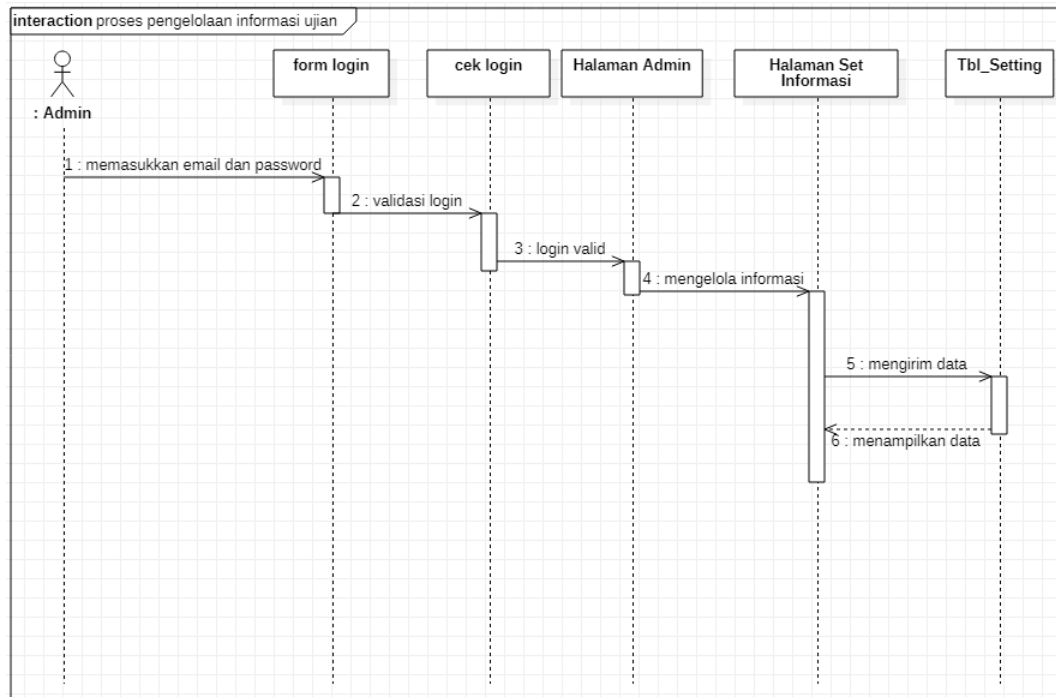 interaction proses pengelolaan informasi ujian
: Admin
form login
cek login
Halaman Admin
Halaman Set
Informasi
Tbl_Setting
1 : memasukkan email dan password
2 : validasi login
3 : login valid
4 : mengelola informasi
5 : mengirim data
6 : menampilkan data